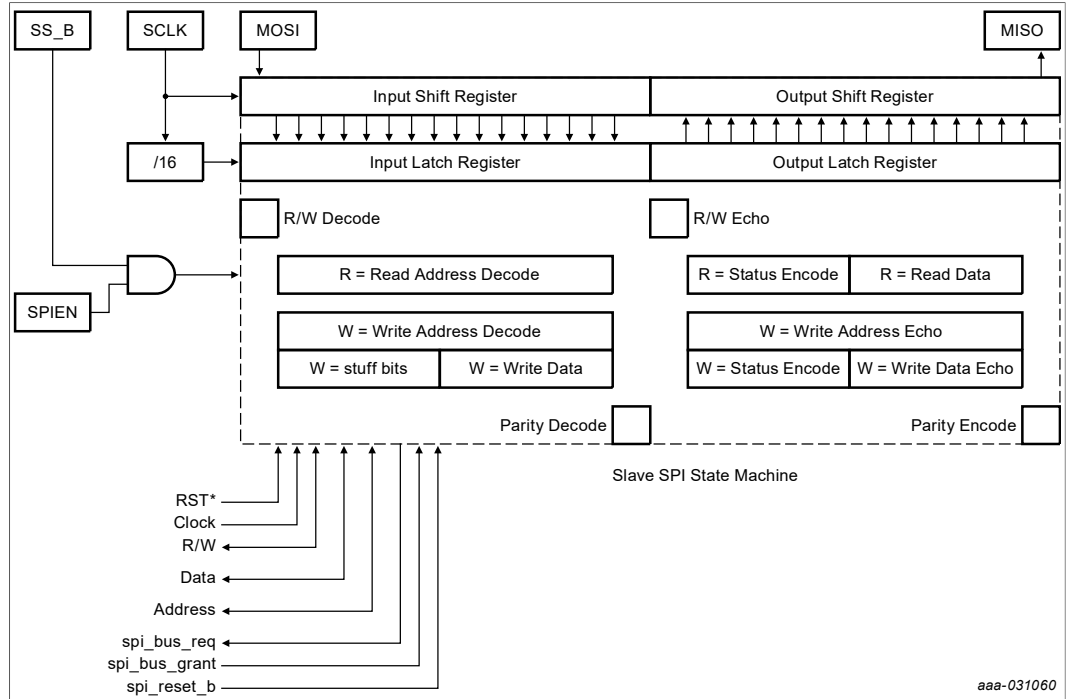 SS_B
SCLK
MOSI
MISO
Input Shift Register
Output Shift Register
/16
Input Latch Register
Output Latch Register
R/W Decode
R/W Echo
R = Read Address Decode
R = Status Encode
R = Read Data
SPIEN
W = Write Address Decode
W = Write Address Echo
W = stuff bits
W = Write Data
W = Status Encode
W = Write Data Echo
Parity Decode
Parity Encode
Slave SPI State Machine
RST*
Clock
R/W
Data
Address
spi_bus_req
spi_bus_grant
spi_reset_b
aaa-031060